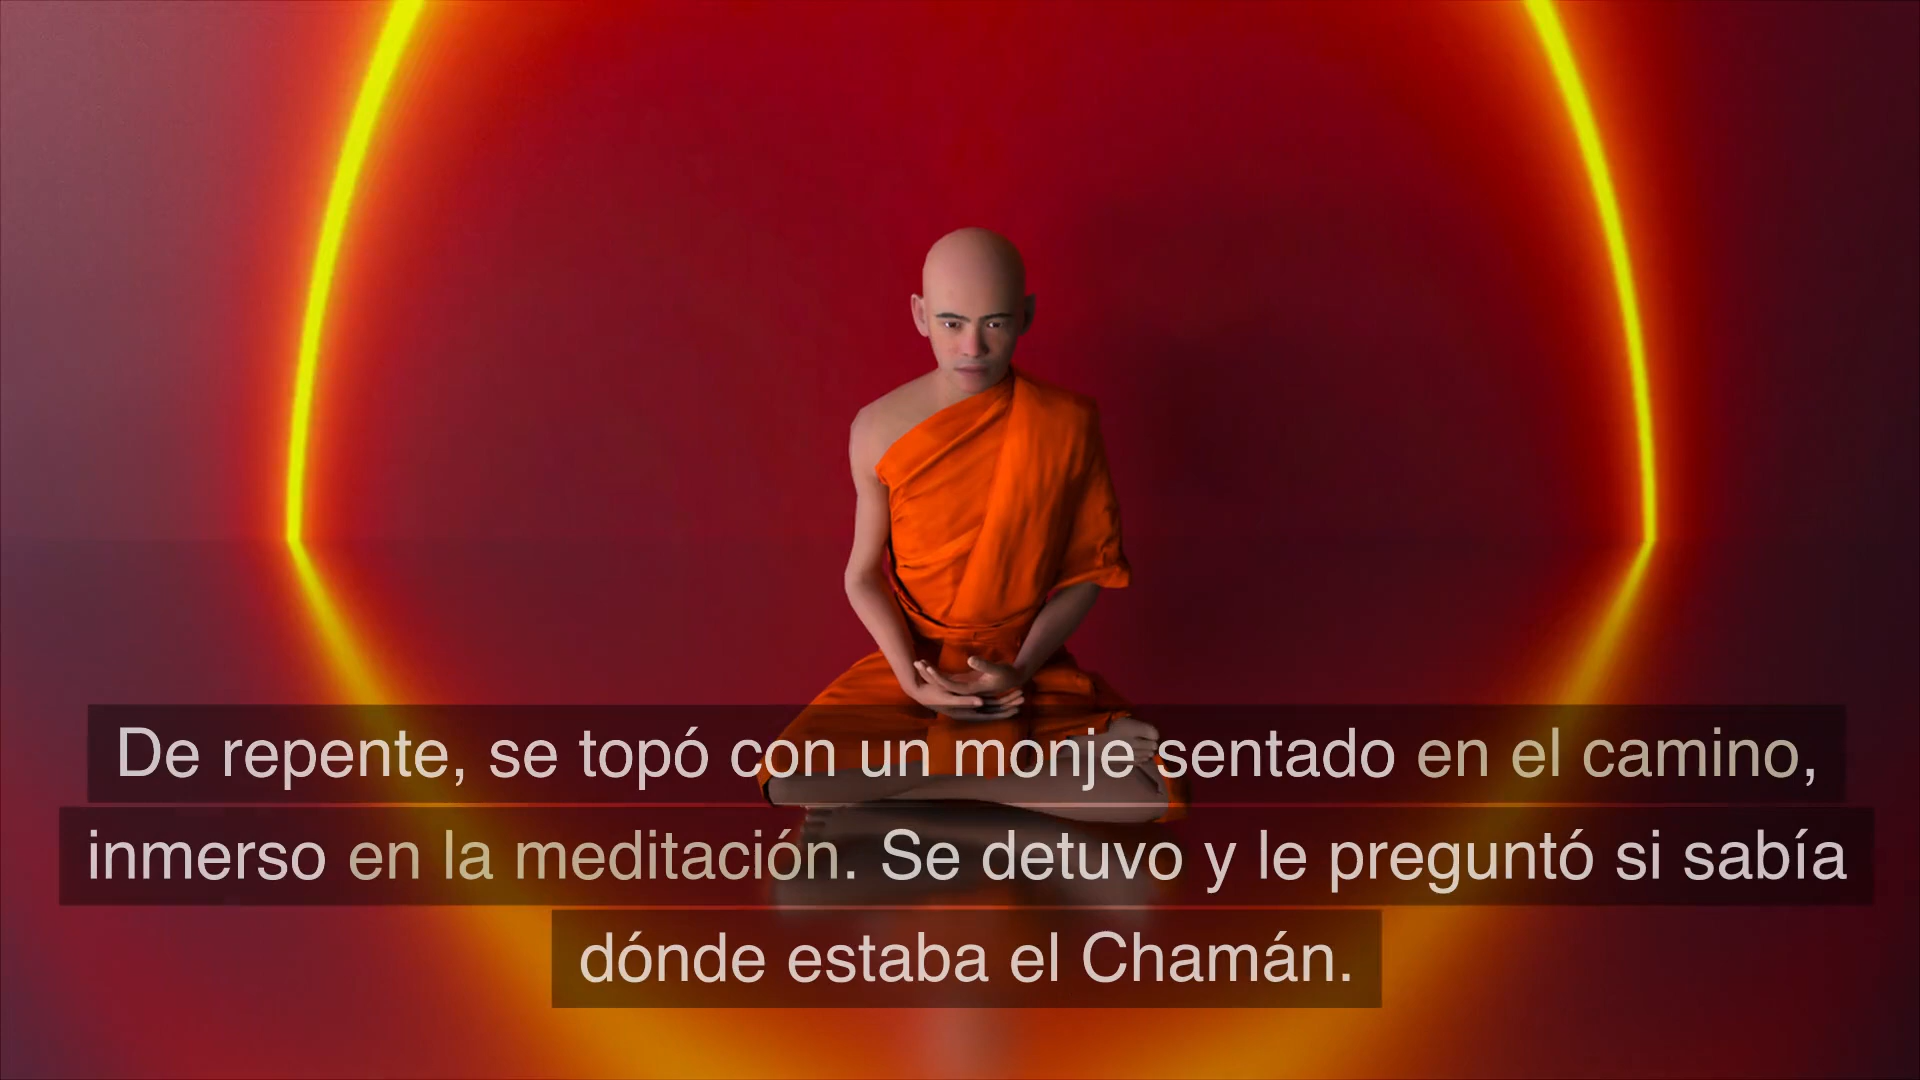 De repente, se topó con un monje sentado en el camino,
inmerso en la meditación. Se detuvo y le preguntó si sabía
dónde estaba el Chamán.